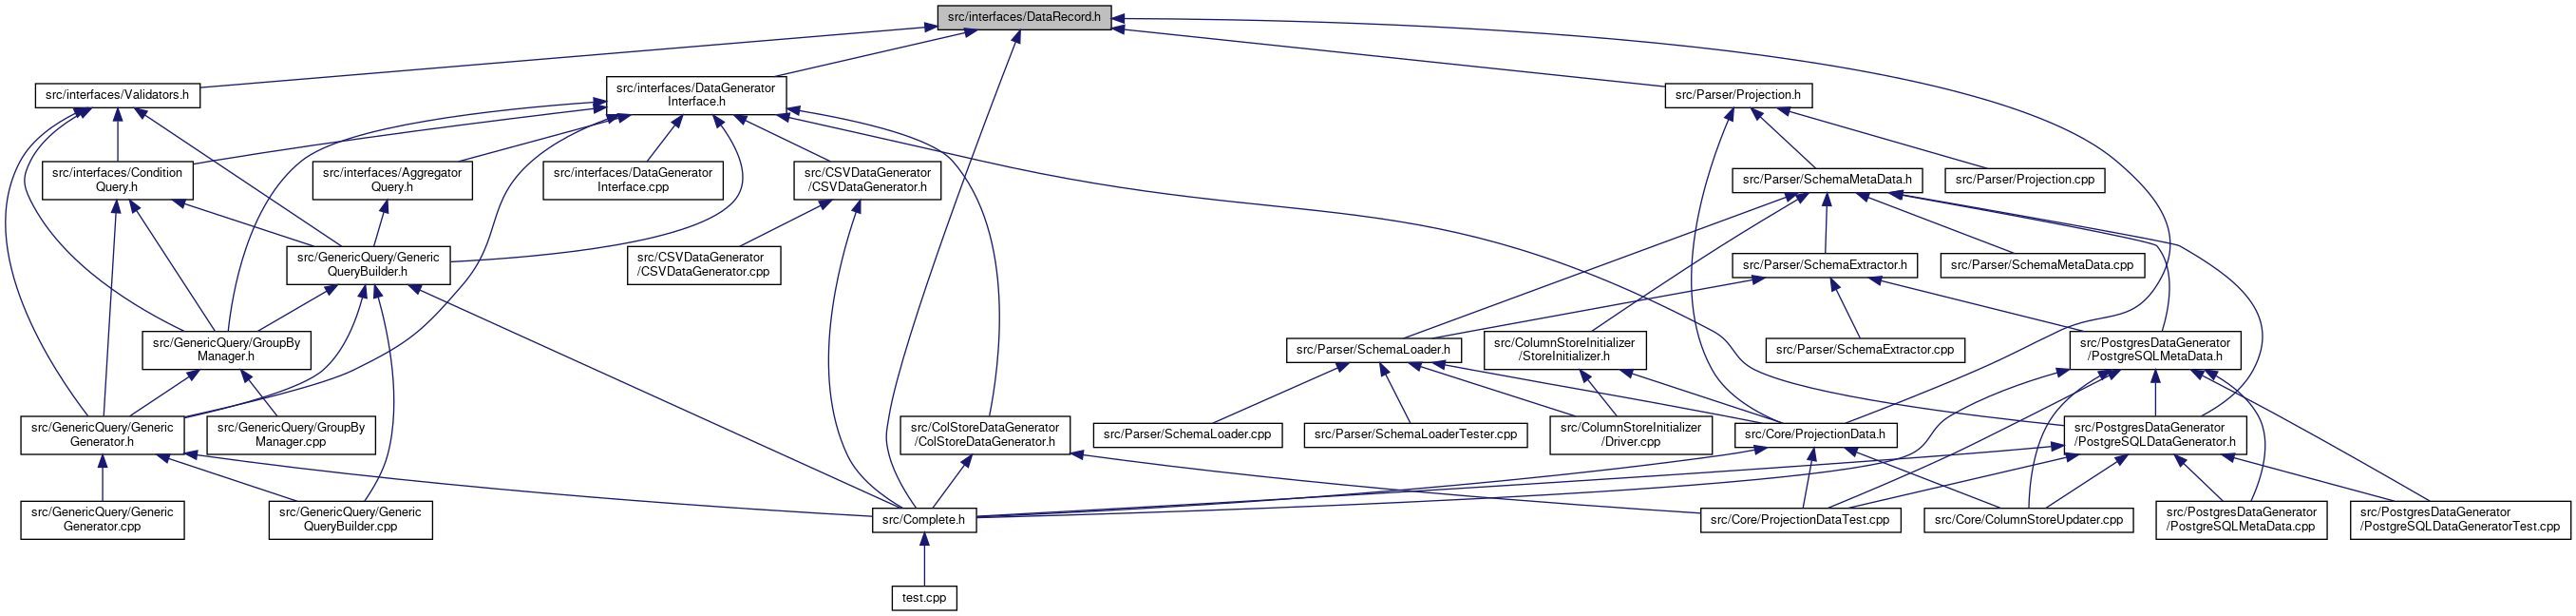 src/interfaces/DataRecord.h
src/interfaces/Validators.h
src/interfaces/DataGenerator
Interface.h
src/Parser/Projection.h
src/interfaces/Condition
Query.h
src/interfaces/Aggregator
Query.h
src/interfaces/DataGenerator
Interface.cpp
src/CSVDataGenerator
/CSVDataGenerator.h
src/Parser/SchemaMetaData.h
src/Parser/Projection.cpp
src/GenericQuery/Generic
QueryBuilder.h
src/CSVDataGenerator
/CSVDataGenerator.cpp
src/Parser/SchemaExtractor.h
src/Parser/SchemaMetaData.cpp
src/GenericQuery/GroupBy
Manager.h
src/Parser/SchemaLoader.h
src/ColumnStoreInitializer
/StoreInitializer.h
src/Parser/SchemaExtractor.cpp
src/PostgresDataGenerator
/PostgreSQLMetaData.h
src/GenericQuery/Generic
Generator.h
src/GenericQuery/GroupBy
Manager.cpp
src/ColStoreDataGenerator
/ColStoreDataGenerator.h
src/Parser/SchemaLoader.cpp
src/Parser/SchemaLoaderTester.cpp
src/ColumnStoreInitializer
/Driver.cpp
src/Core/ProjectionData.h
src/PostgresDataGenerator
/PostgreSQLDataGenerator.h
src/GenericQuery/Generic
Generator.cpp
src/GenericQuery/Generic
QueryBuilder.cpp
src/Complete.h
src/Core/ProjectionDataTest.cpp
src/Core/ColumnStoreUpdater.cpp
src/PostgresDataGenerator
/PostgreSQLMetaData.cpp
src/PostgresDataGenerator
/PostgreSQLDataGeneratorTest.cpp
test.cpp